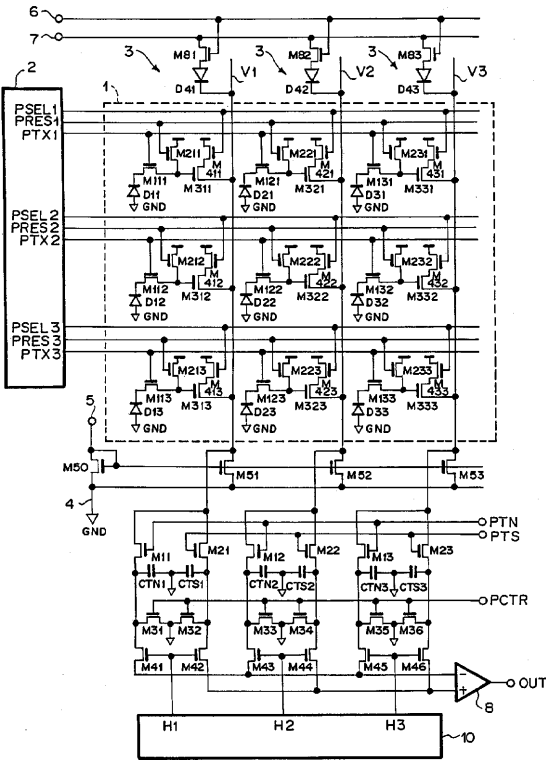 6
7
3 M81 3 M82 3 M83
D41 V1 D42 V2 D43 V3
2
1
PSEL1
PRES1
PTX1
M211 M221 M231
M411 M421 M431
M111 M311 M121 M321 M131 M331
D11 D21 D31
GND GND GND
PSEL2
PRES2
PTX2
M212 M222 M232
M412 M422 M432
M112 M312 M122 M322 M132 M332
D12 D22 D32
GND GND GND
PSEL3
PRES3
PTX3
M213 M223 M233
M413 M423 M433
M113 M313 M123 M323 M133 M333
D13 D23 D33
GND GND GND
5
M50 M51 M52 M53
4
GND
PTN
PTS
M11 M21 M12 M22 M13 M23
CTN1 CTS1 CTN2 CTS2 CTN3 CTS3
PCTR
M31 M32 M33 M34 M35 M36
M41 M42 M43 M44 M45 M46
−
+
OUT
8
H1 H2 H3
10